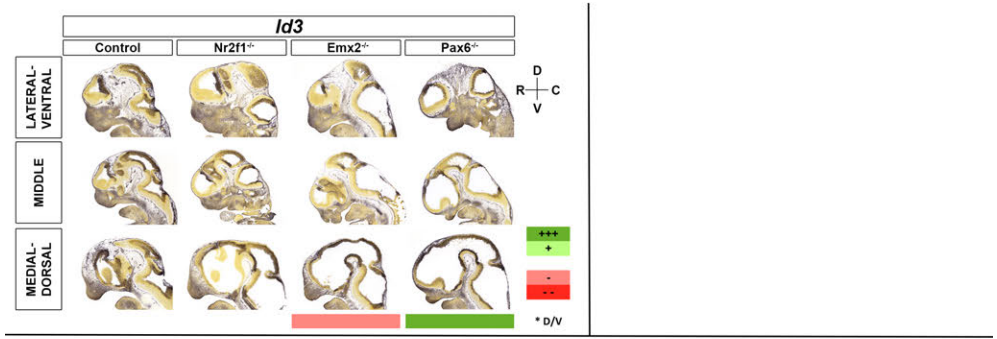 Id3
Control Nr2f1-/- Emx2-/- Pax6-/-
LATERAL-
VENTRAL
D
R C
V
MIDDLE
MEDIAL-
DORSAL
+++
+
-
--
* D/V